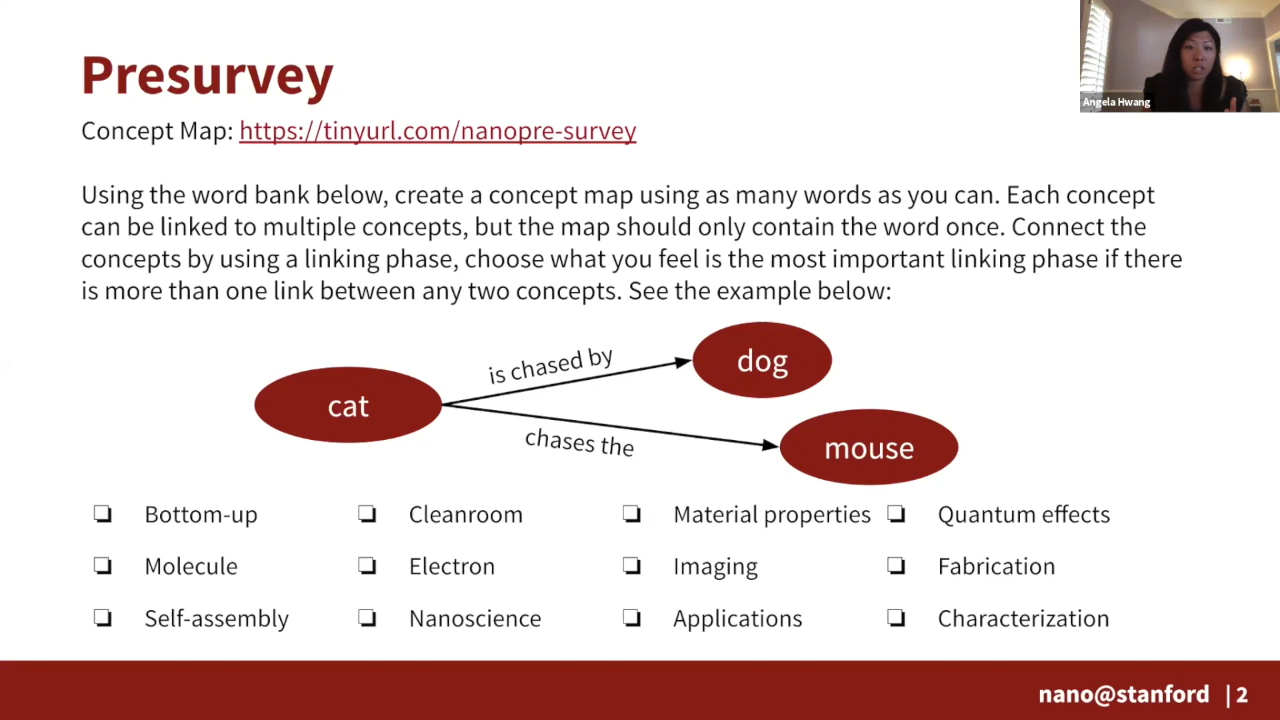 Presurvey
Angela Hwang
Concept Map: https://tinyurl.com/nanopre-survey
Using the word bank below, create a concept map using as many words as you can. Each concept
can be linked to multiple concepts, but the map should only contain the word once. Connect the
concepts by using a linking phase, choose what you feel is the most important linking phase if there
is more than one link between any two concepts. See the example below:
cat
is chased by
dog
chases the
mouse
❏ Bottom-up ❏ Cleanroom ❏ Material properties ❏ Quantum effects
❏ Molecule ❏ Electron ❏ Imaging ❏ Fabrication
❏ Self-assembly ❏ Nanoscience ❏ Applications ❏ Characterization
nano@stanford | 2